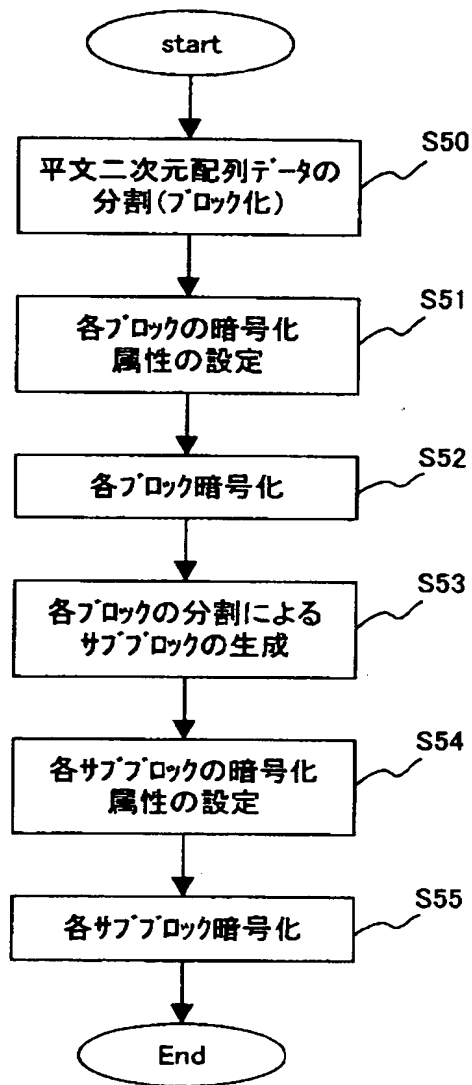 start
S50
平文二次元配列データの
分割(ブロック化)
S51
各ブロックの暗号化
属性の設定
S52
各ブロック暗号化
S53
各ブロックの分割による
サブブロックの生成
S54
各サブブロックの暗号化
属性の設定
S55
各サブブロック暗号化
End